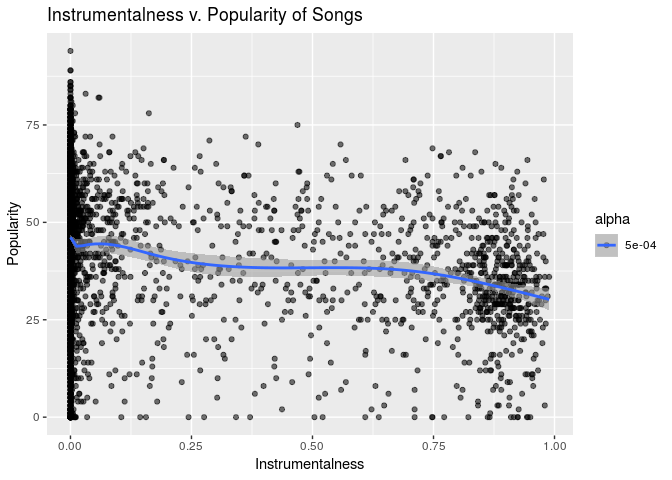 Instrumentalness v. Popularity of Songs
Popularity
75
50
25
0
0.00 0.25 0.50 0.75 1.00
Instrumentalness
alpha
5e-04